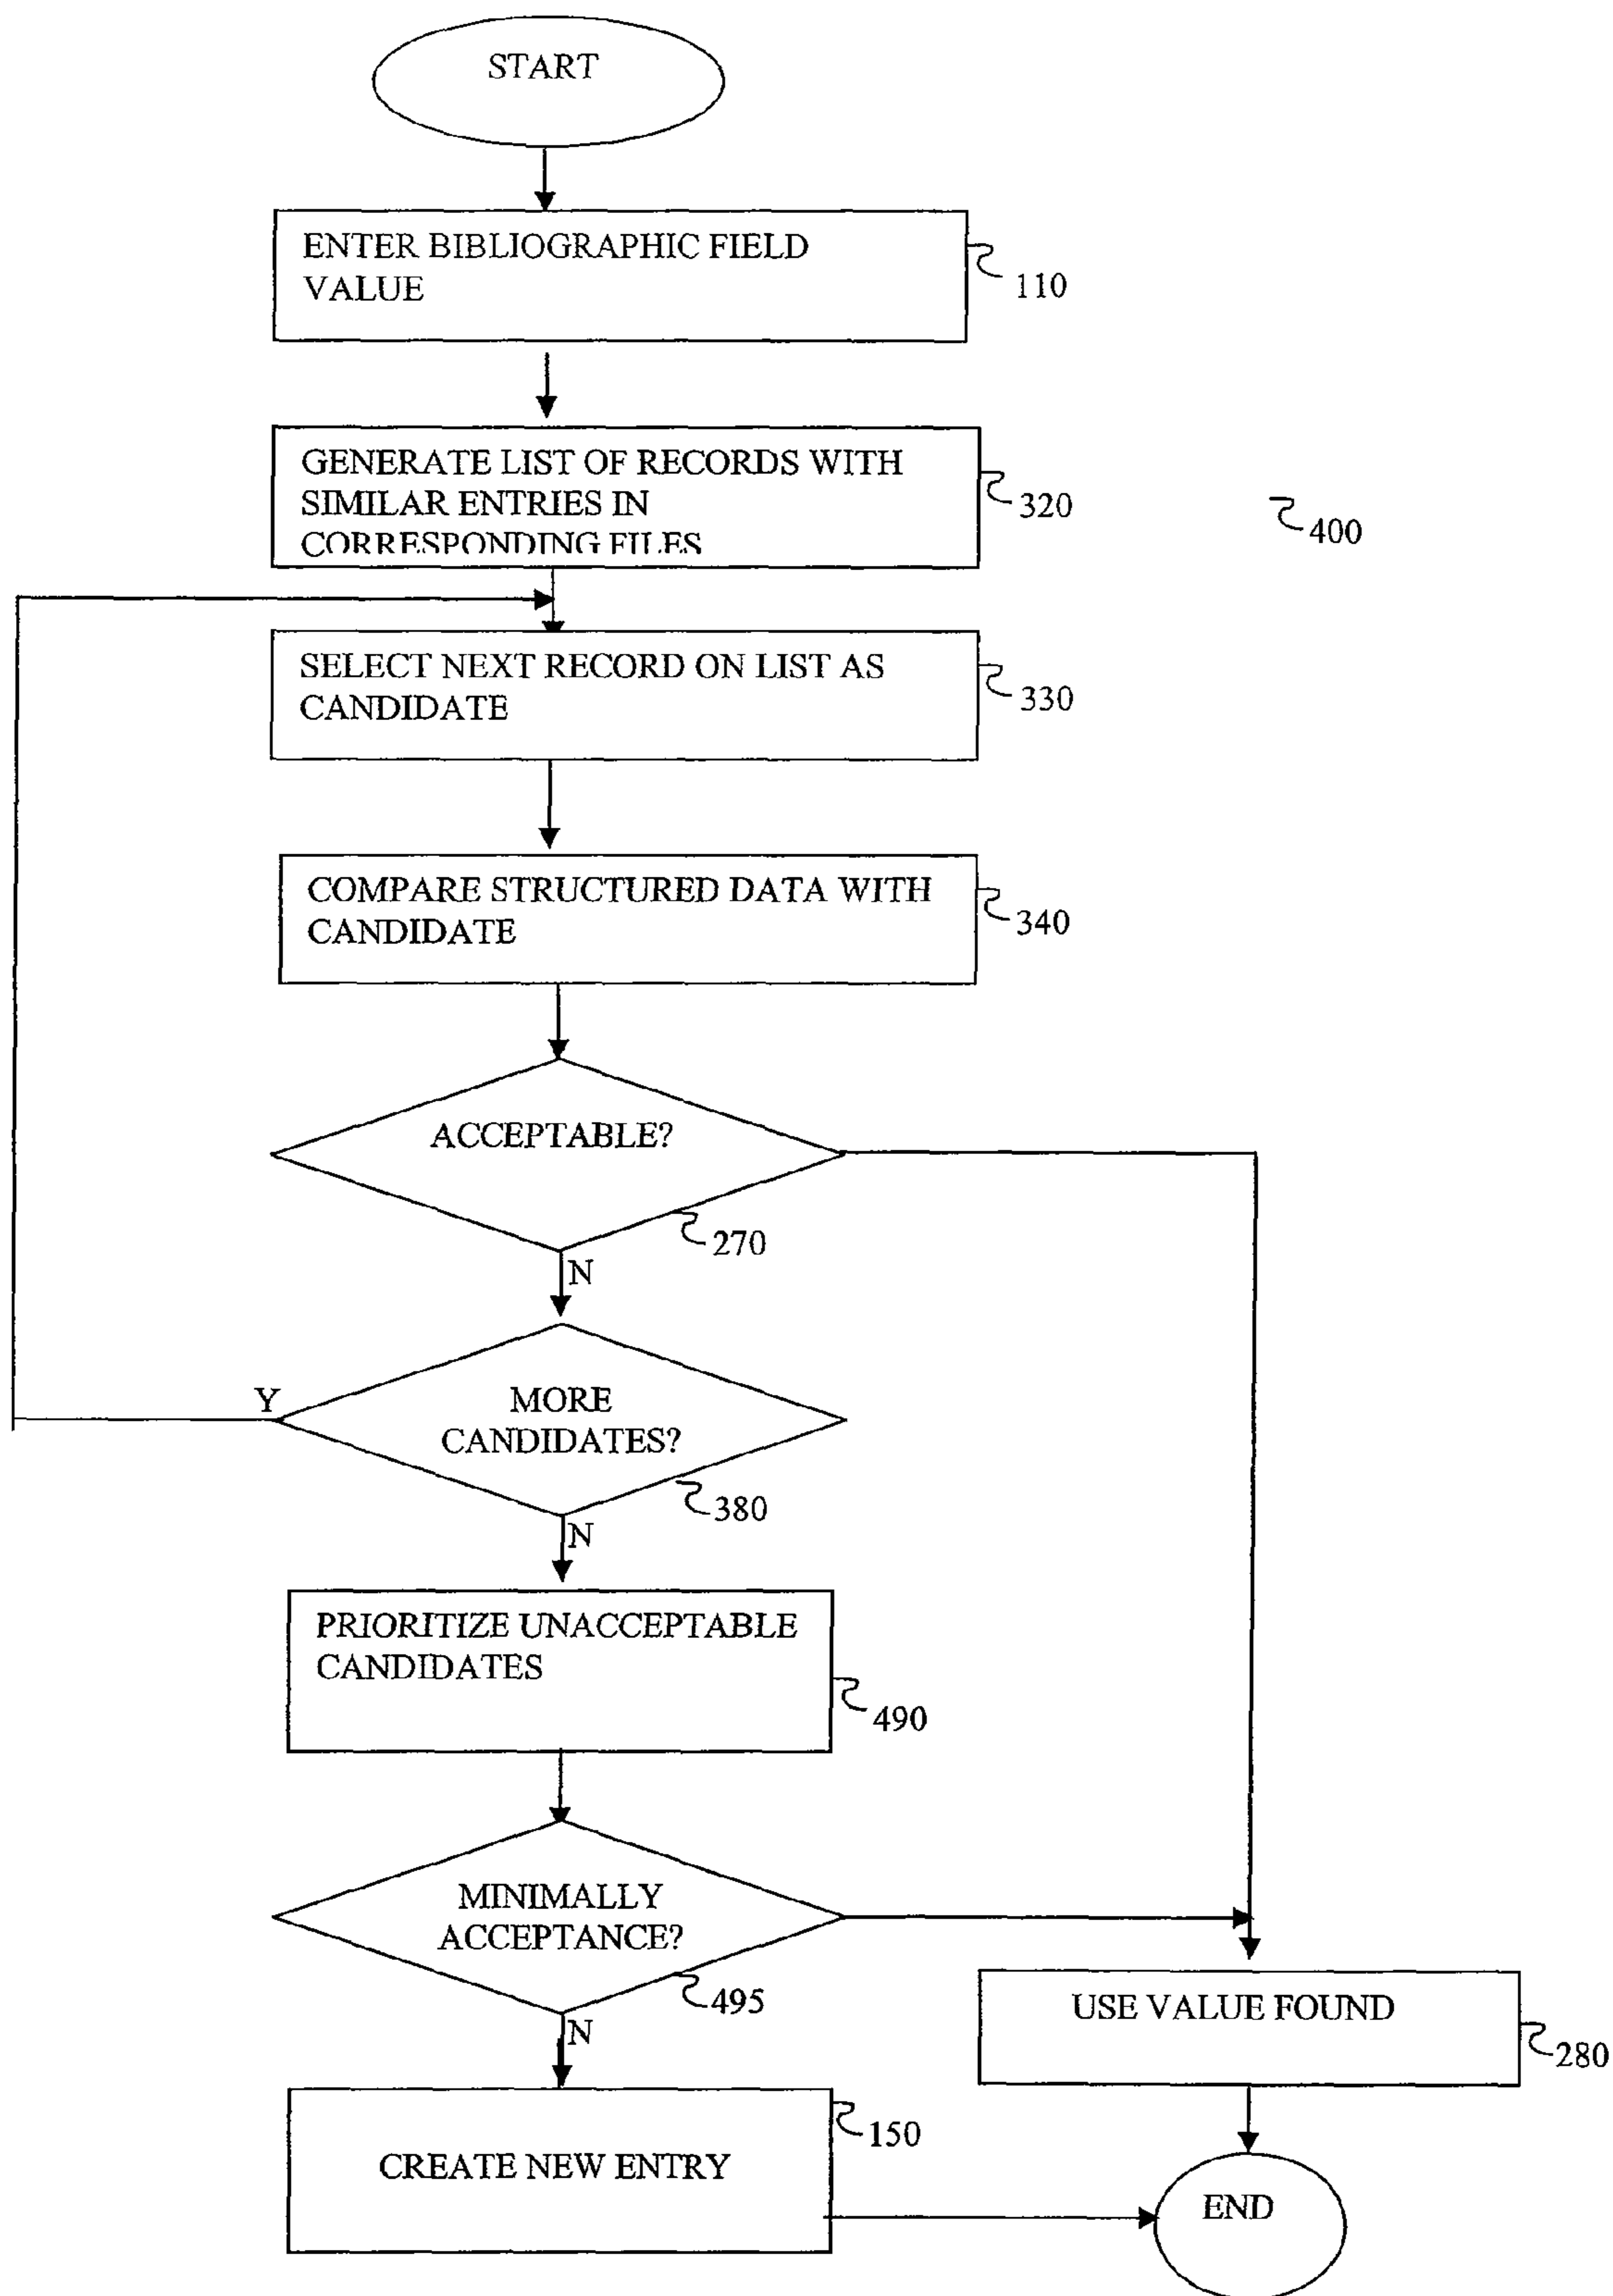 START
ENTER BIBLIOGRAPHIC FIELD
VALUE
110
GENERATE LIST OF RECORDS WITH
SIMILAR ENTRIES IN
CORRESPONDING FILES
320
400
SELECT NEXT RECORD ON LIST AS
CANDIDATE
330
COMPARE STRUCTURED DATA WITH
CANDIDATE
340
ACCEPTABLE?
270
N
Y
MORE
CANDIDATES?
380
N
PRIORITIZE UNACCEPTABLE
CANDIDATES
490
MINIMALLY
ACCEPTANCE?
495
N
USE VALUE FOUND
280
CREATE NEW ENTRY
150
END